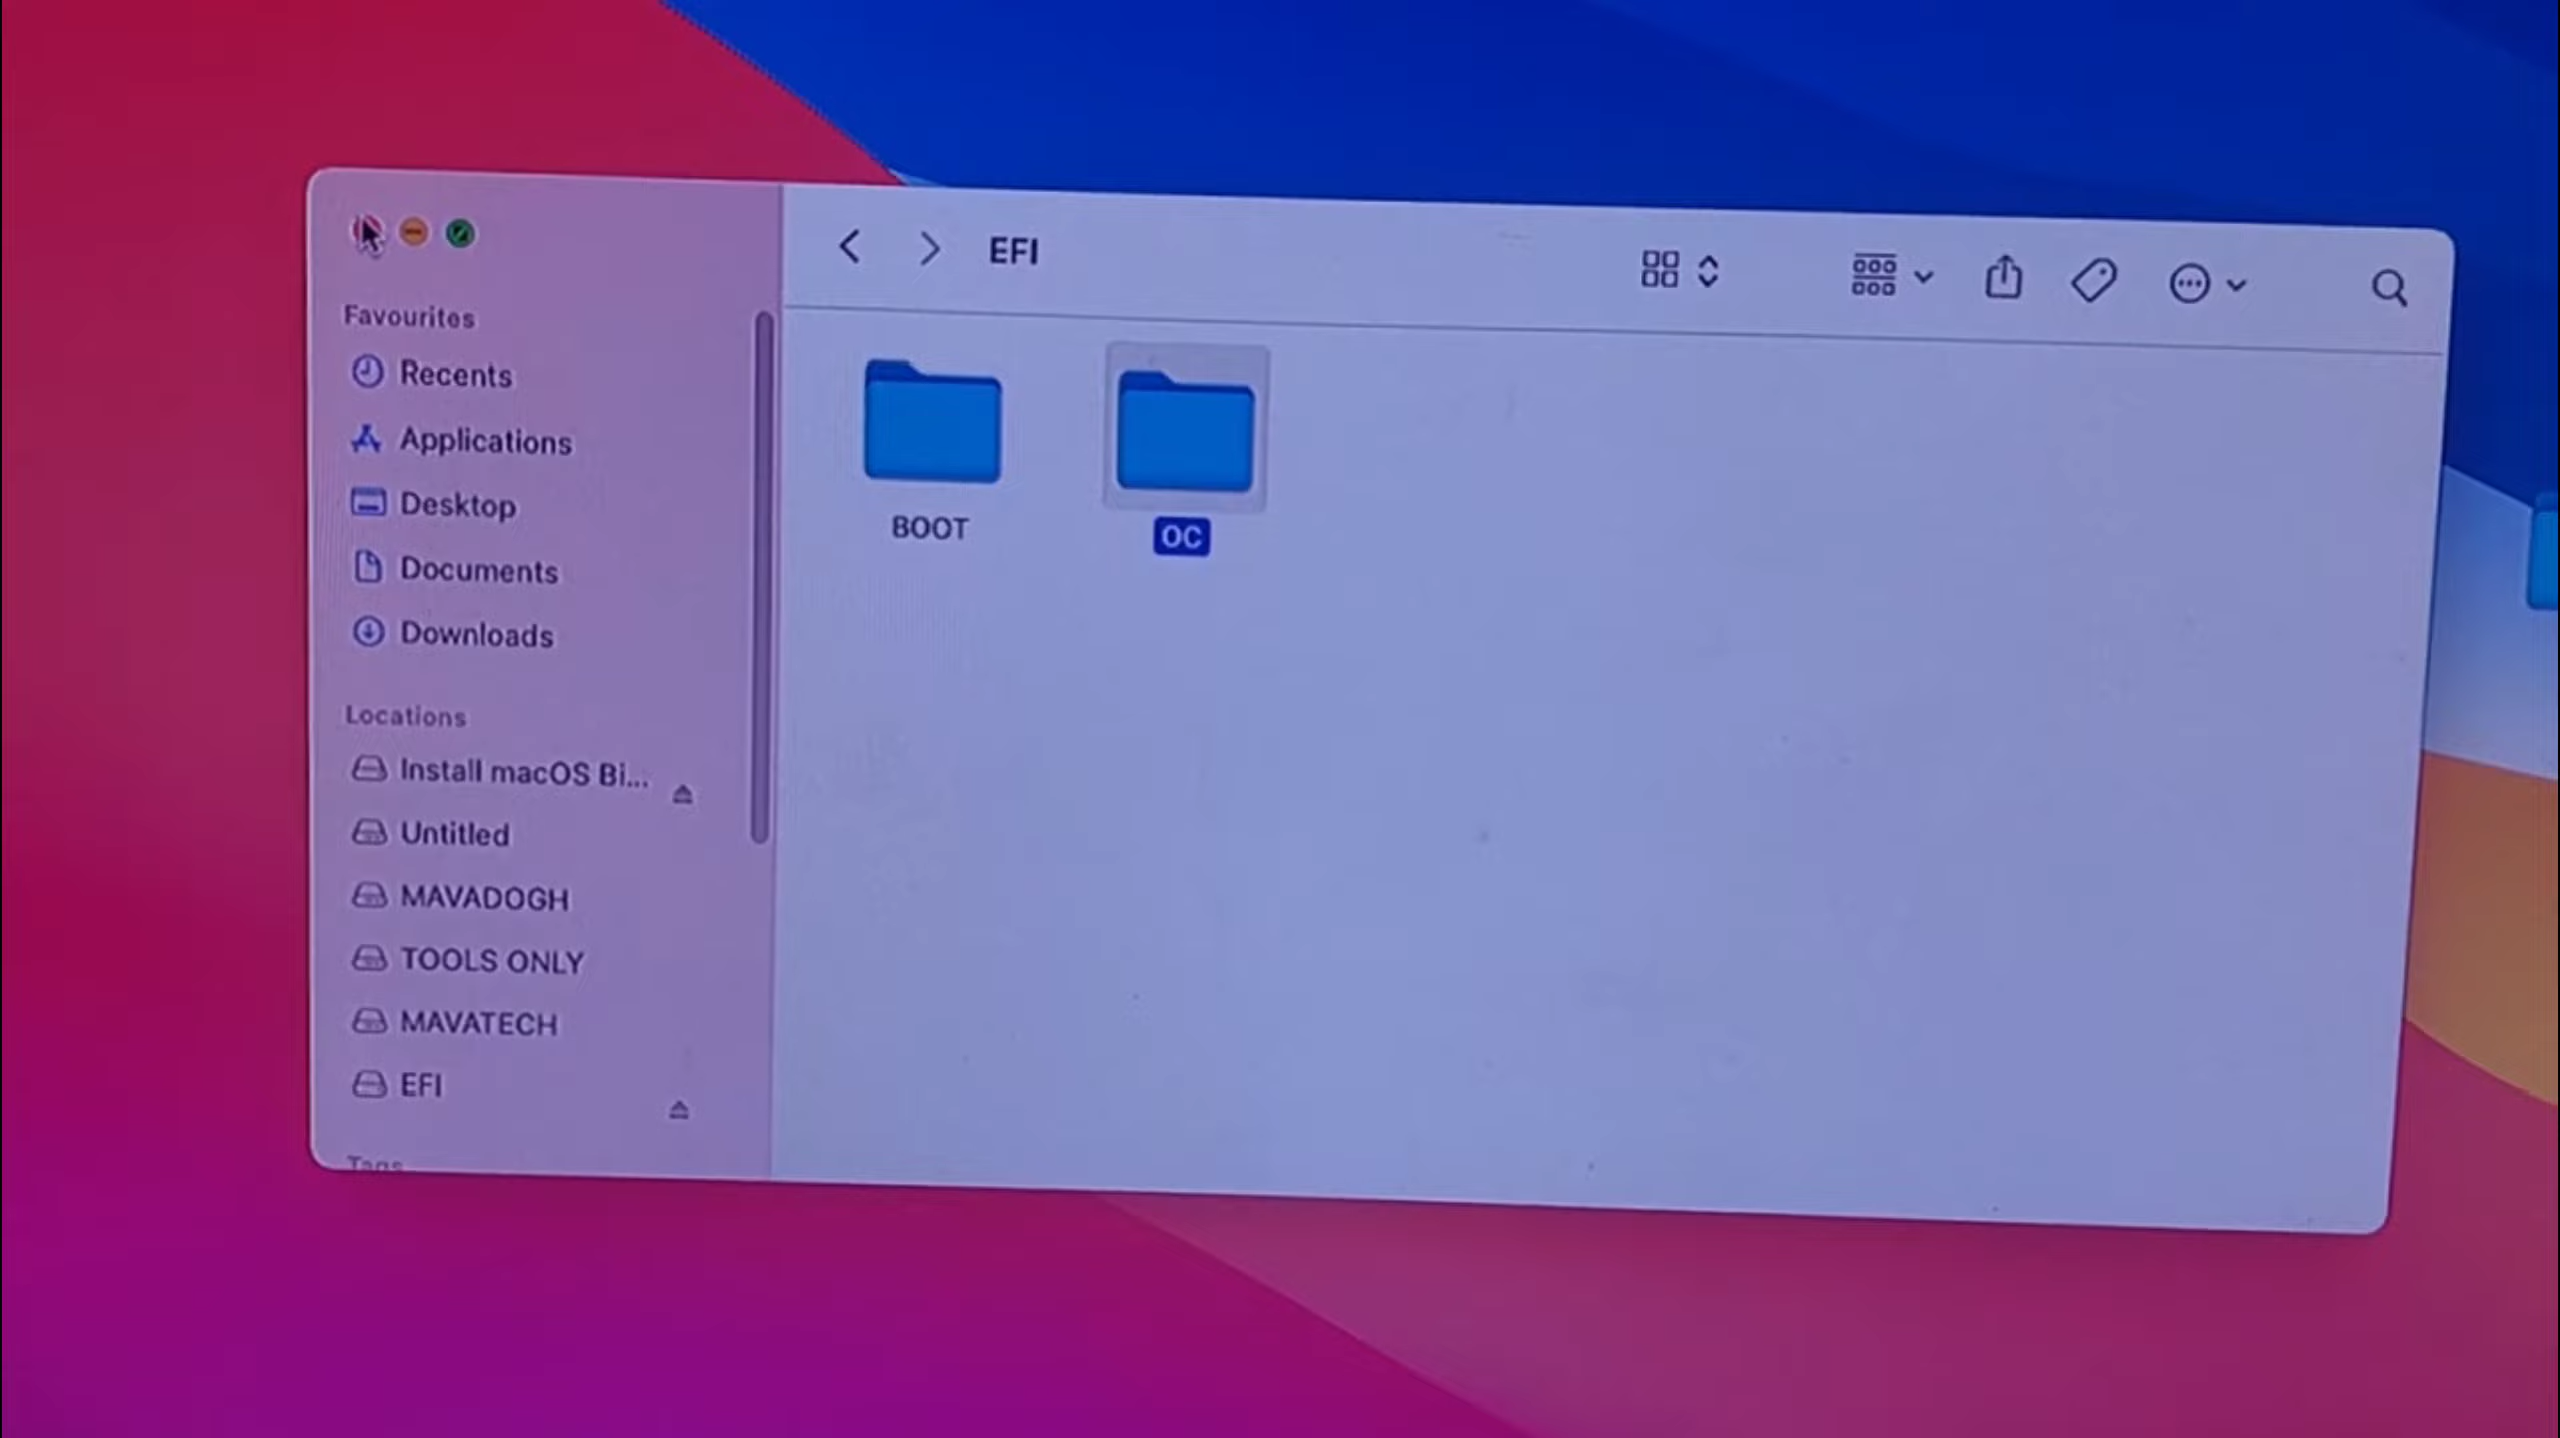 EFI
Favourites
Recents
Applications
Desktop
Documents
Downloads
Locations
Install macOS Bi...
Untitled
MAVADOGH
TOOLS ONLY
MAVATECH
EFI
Tags
BOOT
OC